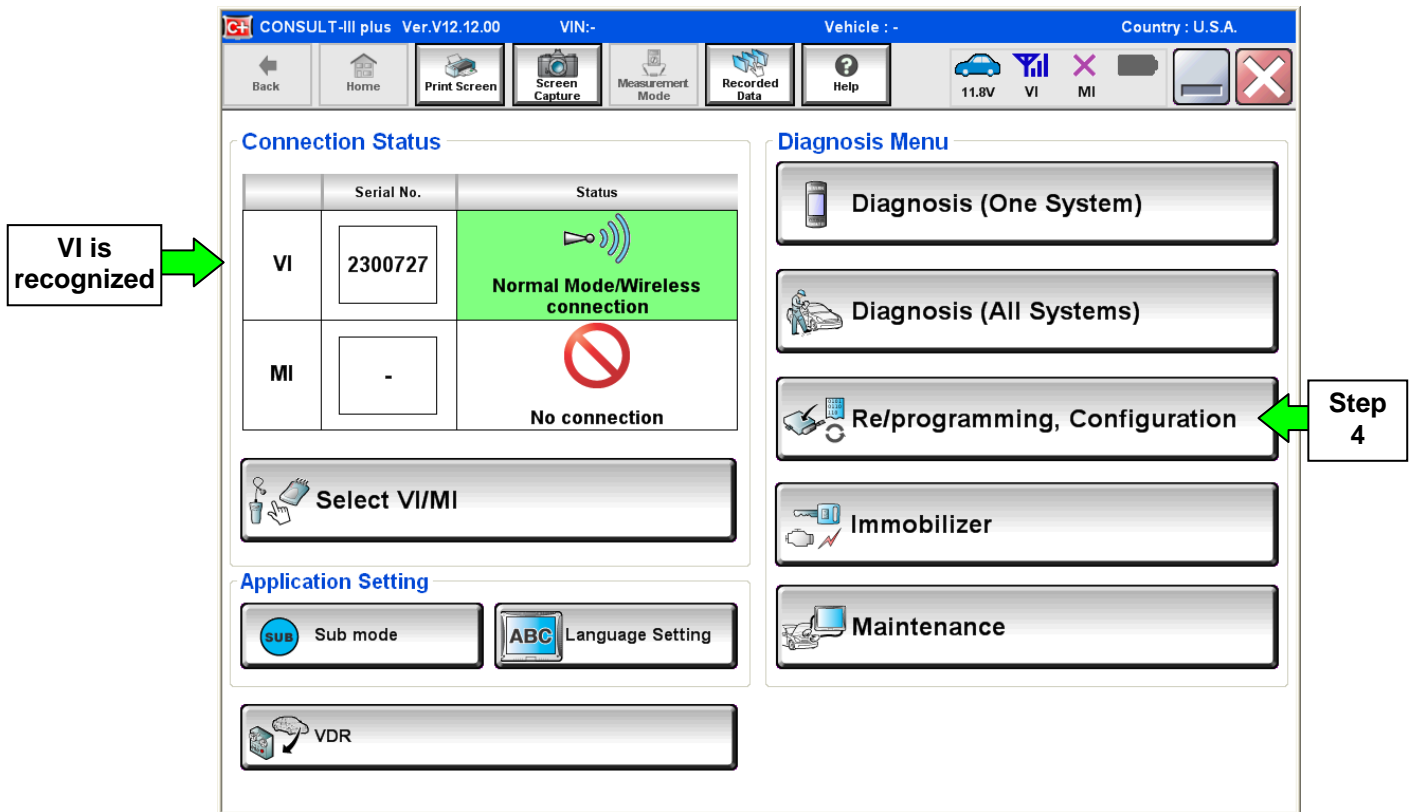 C+ CONSULT-III plus Ver.V12.12.00 VIN:- Vehicle : - Country : U.S.A.
Back
Home
Print Screen
Screen
Capture
Measurement
Mode
Recorded
Data
Help
11.8V
VI
MI
Connection Status
Serial No.
Status
VI
2300727
Normal Mode/Wireless
connection
MI
-
No connection
Select VI/MI
Application Setting
SUB
Sub mode
ABC
Language Setting
VDR
Diagnosis Menu
Diagnosis (One System)
Diagnosis (All Systems)
Re/programming, Configuration
Immobilizer
Maintenance
VI is
recognized
Step
4